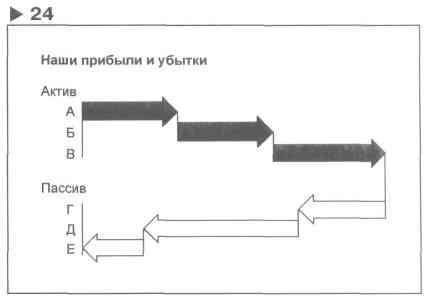 ▶ 24
Наши прибыли и убытки
Актив
А
Б
В
Пассив
Г
Д
Е